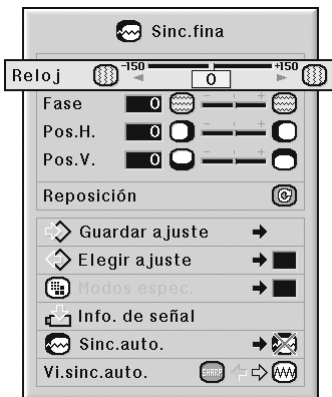 Sinc.fina
Reloj -150 0 +150
Fase 0 - +
Pos.H. 0 - +
Pos.V. 0 - +
Reposición
Guardar ajuste
Elegir ajuste
Modos espec.
Info. de señal
Sinc.auto.
Vi.sinc.auto. SHARP